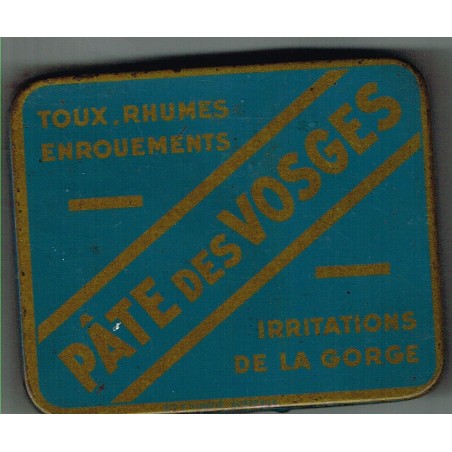 TOUX.RHUMES
ENROUEMENTS
PÂTE DES VOSGES
IRRITATIONS
DE LA GORGE